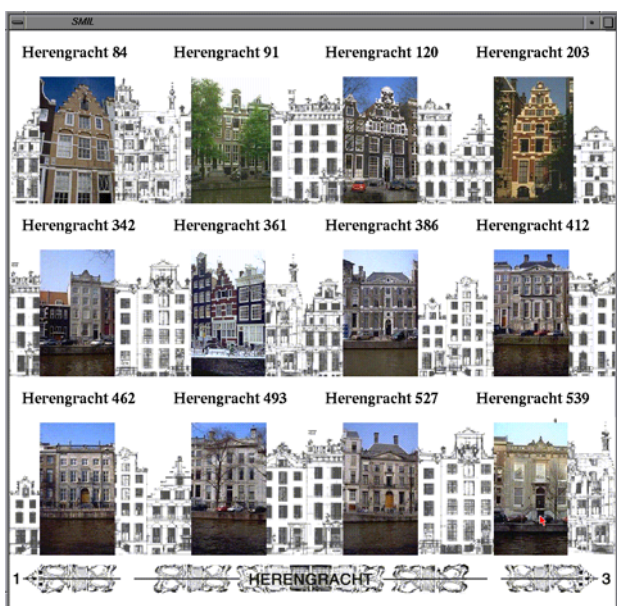 SMIL
Herengracht 84 Herengracht 91 Herengracht 120 Herengracht 203
Herengracht 342 Herengracht 361 Herengracht 386 Herengracht 412
Herengracht 462 Herengracht 493 Herengracht 527 Herengracht 539
1 HERENGRACHT 3